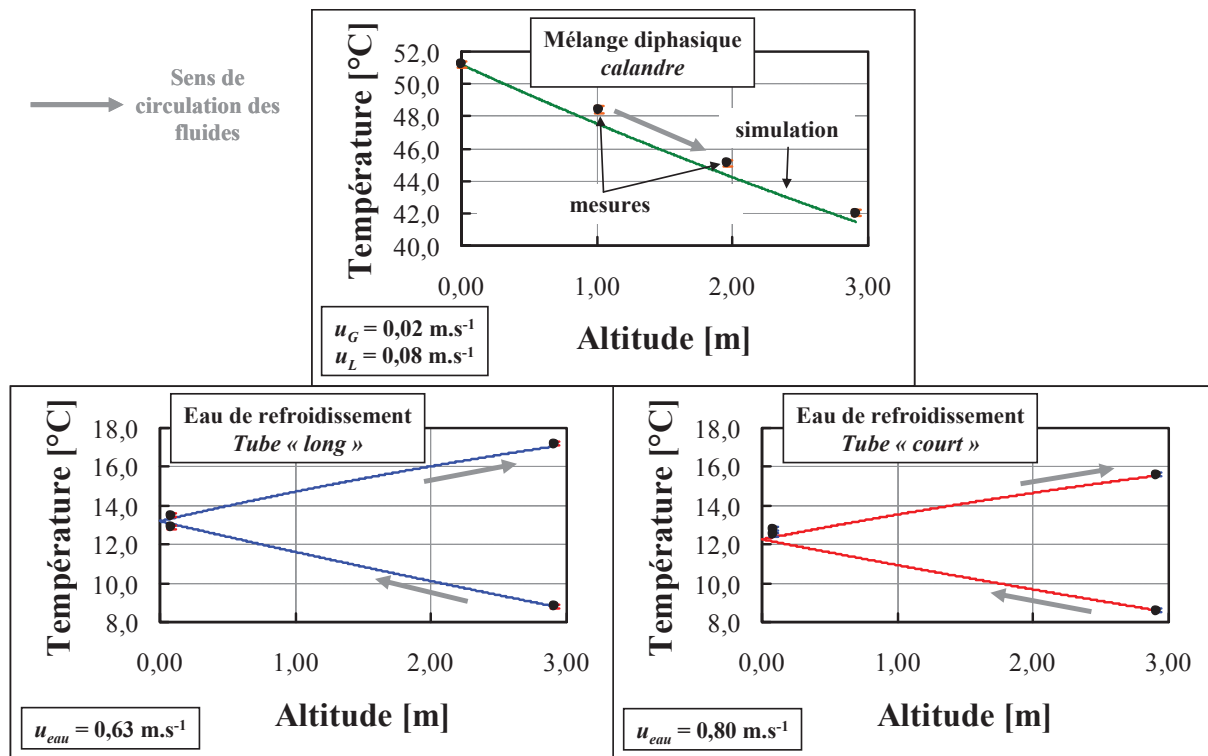 Sens de
circulation des
fluides
Mélange diphasique
calandre
Température [°C]
52,0
50,0
48,0
46,0
44,0
42,0
40,0
simulation
mesures
0,00
1,00
2,00
3,00
Altitude [m]
u_G = 0,02 m.s⁻¹
u_L = 0,08 m.s⁻¹
Eau de refroidissement
Tube « long »
Température [°C]
18,0
16,0
14,0
12,0
10,0
8,0
0,00
1,00
2,00
3,00
Altitude [m]
u_eau = 0,63 m.s⁻¹
Eau de refroidissement
Tube « court »
Température [°C]
18,0
16,0
14,0
12,0
10,0
8,0
0,00
1,00
2,00
3,00
Altitude [m]
u_eau = 0,80 m.s⁻¹